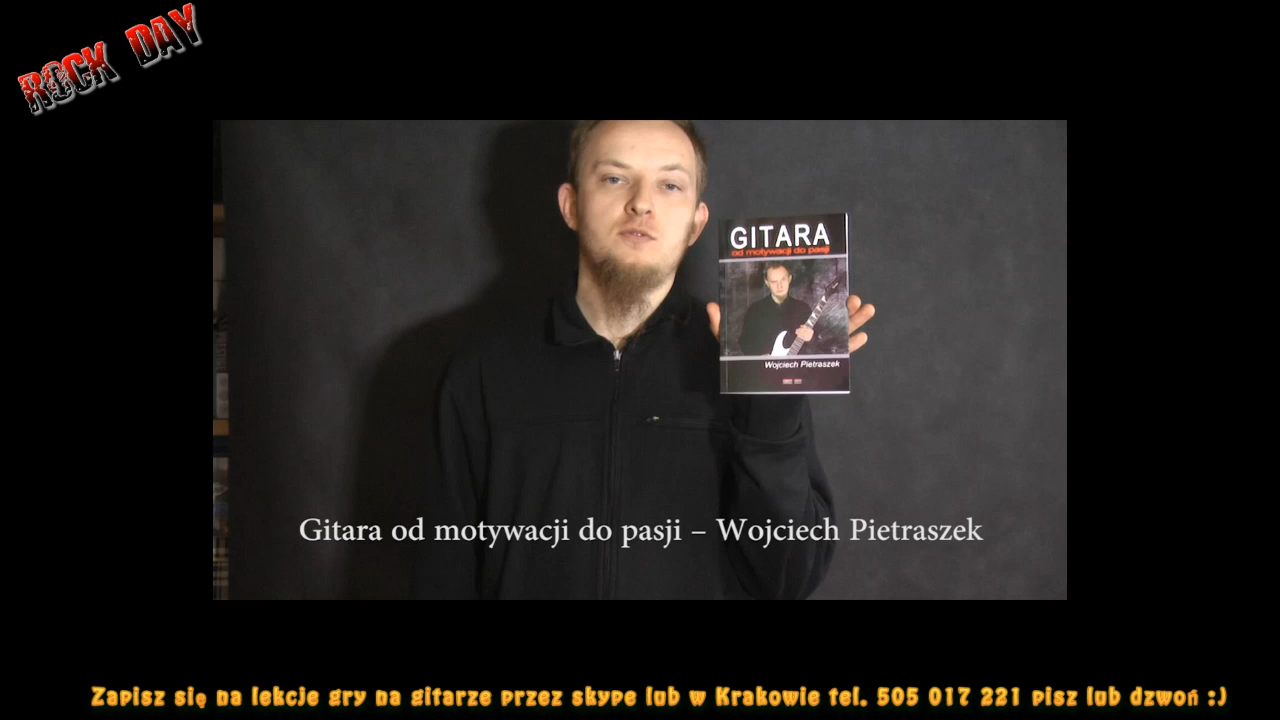 ROCK DAY
GITARA
od motywacji do pasji
Wojciech Pietraszek
Gitara od motywacji do pasji – Wojciech Pietraszek
Zapisz się na lekcje gry na gitarze przez skype lub w Krakowie tel. 505 017 221 pisz lub dzwoń :)